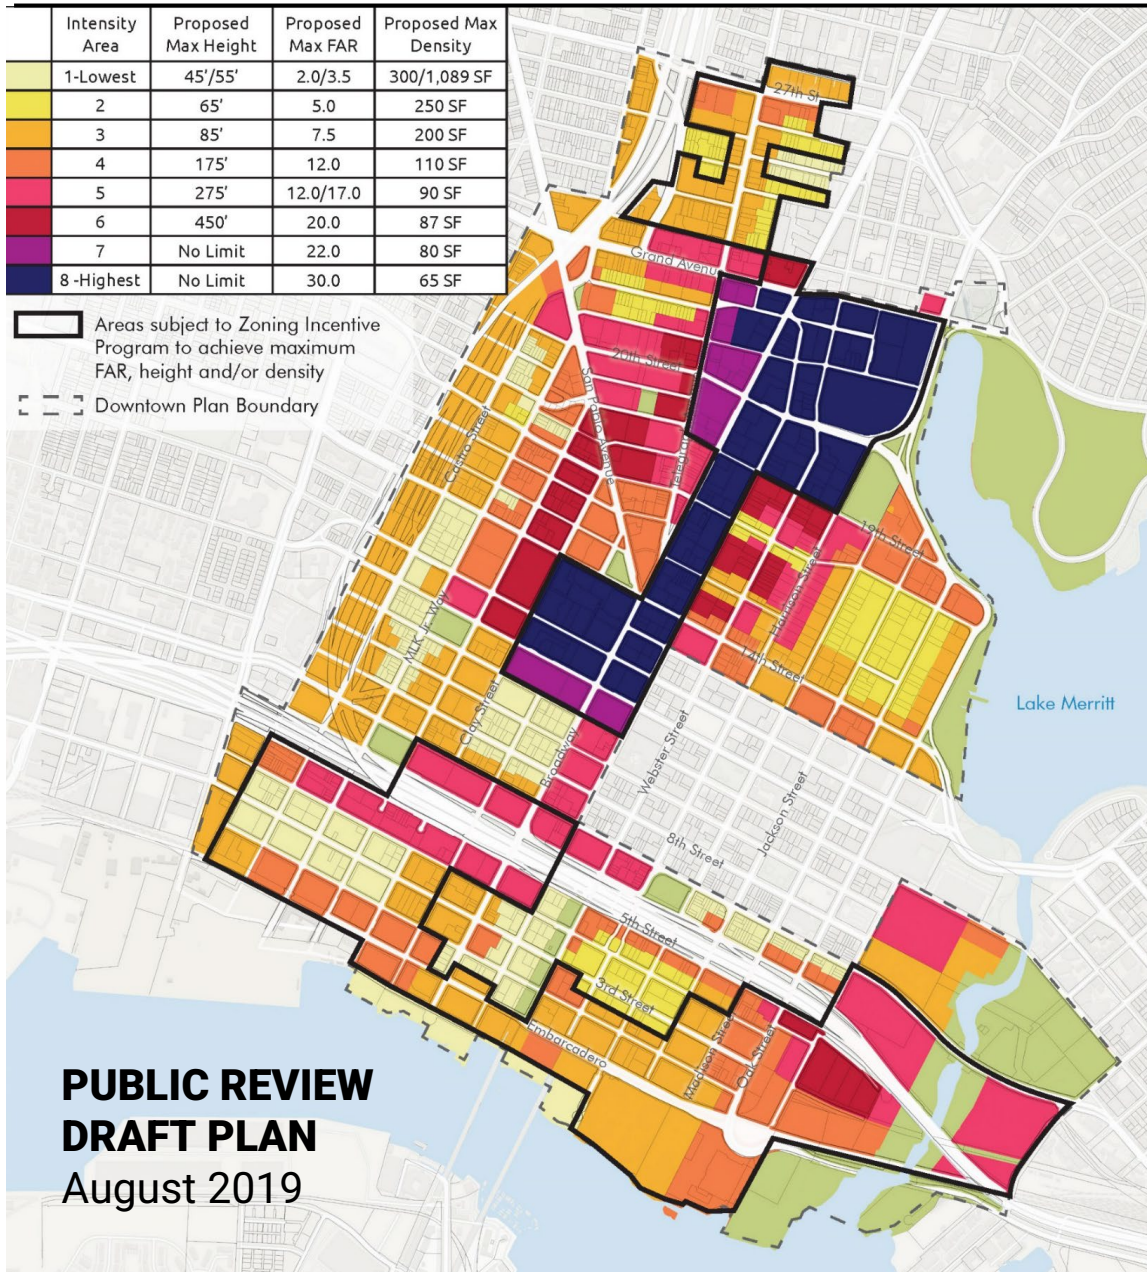 Intensity Area Proposed Max Height Proposed Max FAR Proposed Max Density
1-Lowest 45'/55' 2.0/3.5 300/1,089 SF
2 65' 5.0 250 SF
3 85' 7.5 200 SF
4 175' 12.0 110 SF
5 275' 12.0/17.0 90 SF
6 450' 20.0 87 SF
7 No Limit 22.0 80 SF
8 -Highest No Limit 30.0 65 SF
Areas subject to Zoning Incentive
Program to achieve maximum
FAR, height and/or density
Downtown Plan Boundary
27th St
Grand Avenu
20th Street
San Pablo Avenue
Telegra
Castro Street
19th Street
Harrison Street
14th Street
MLK Jr. Way
Clay Street
Broadway
Webster Street
Jackson Street
Lake Merritt
8th Street
5th Street
3rd Street
Embarcadero
Madison Street
Oak Street
PUBLIC REVIEW
DRAFT PLAN
August 2019